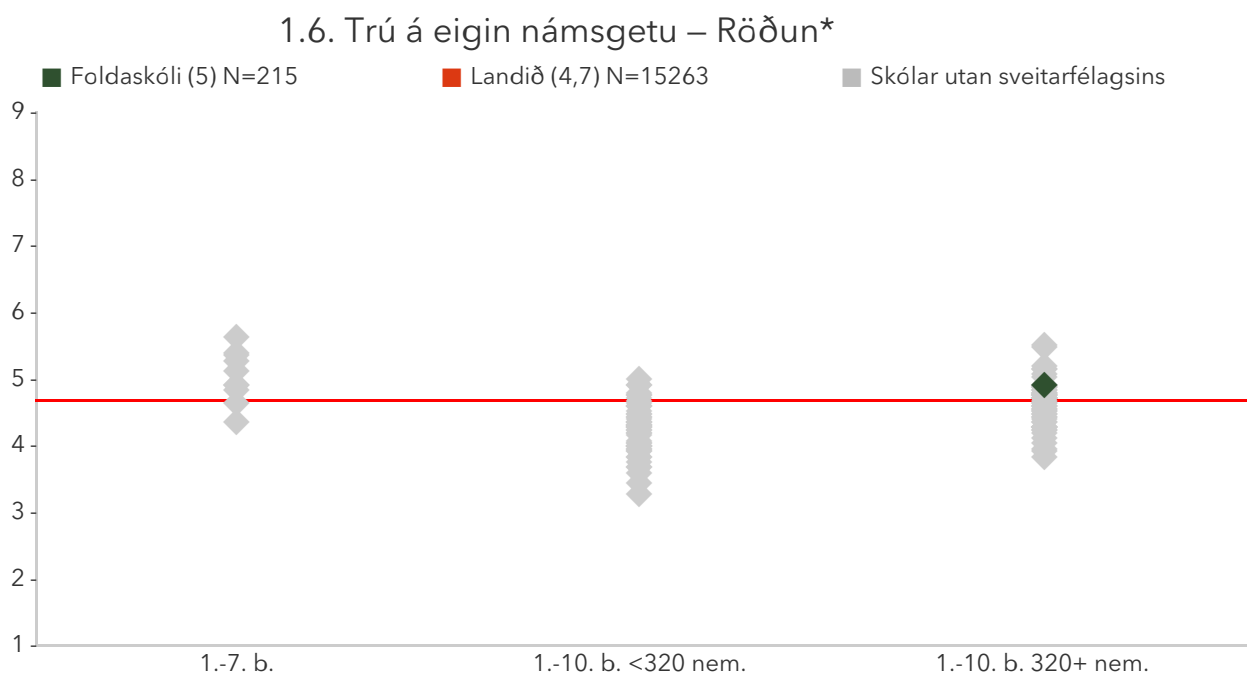 1.6. Trú á eigin námsgetu – Röðun*
Foldaskóli (5) N=215
Landið (4,7) N=15263
Skólar utan sveitarfélagsins
9
8
7
6
5
4
3
2
1
1.-7. b.
1.-10. b. <320 nem.
1.-10. b. 320+ nem.